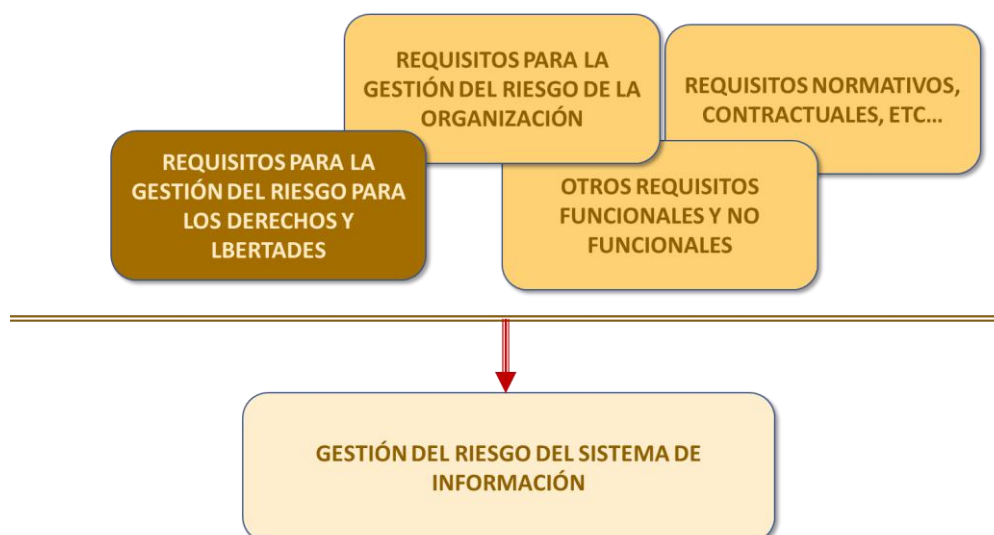 REQUISITOS PARA LA
GESTIÓN DEL RIESGO DE LA
ORGANIZACIÓN
REQUISITOS NORMATIVOS,
CONTRACTUALES, ETC...
REQUISITOS PARA LA
GESTIÓN DEL RIESGO PARA
LOS DERECHOS Y
LBERTADES
OTROS REQUISITOS
FUNCIONALES Y NO
FUNCIONALES
GESTIÓN DEL RIESGO DEL SISTEMA DE
INFORMACIÓN